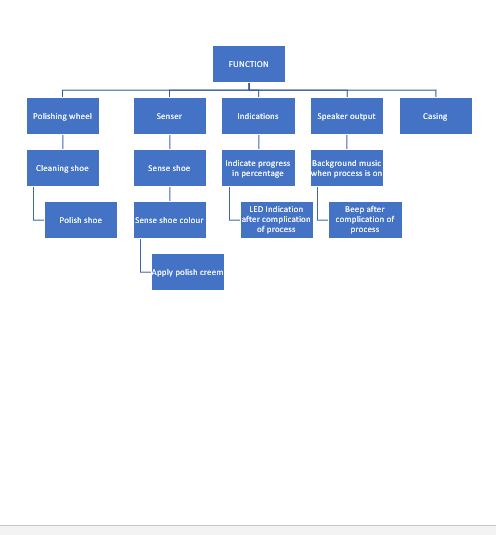 FUNCTION
Polishing wheel
Senser
Indications
Speaker output
Casing
Cleaning shoe
Sense shoe
Indicate progress
in percentage
Background music
when process is on
Polish shoe
Sense shoe colour
LED Indication
after complication
of process
Beep after
complication of
process
Apply polish creem